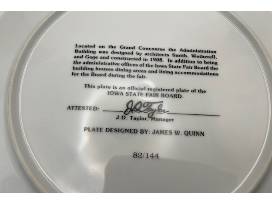 Located on the Grand Concourse the Administration
Building was designed by architects Smith, Wetherell,
and Gage and constructed in 1908. In addition to being
the administrative offices of the Iowa State Fair Board the
building houses dining areas and living accommodations
for the Board during the fair.
This plate is an official registered plate of the
IOWA STATE FAIR BOARD.
ATTESTED: J.D. Taylor
J.D. Taylor, Manager
PLATE DESIGNED BY: JAMES W. QUINN
82/144